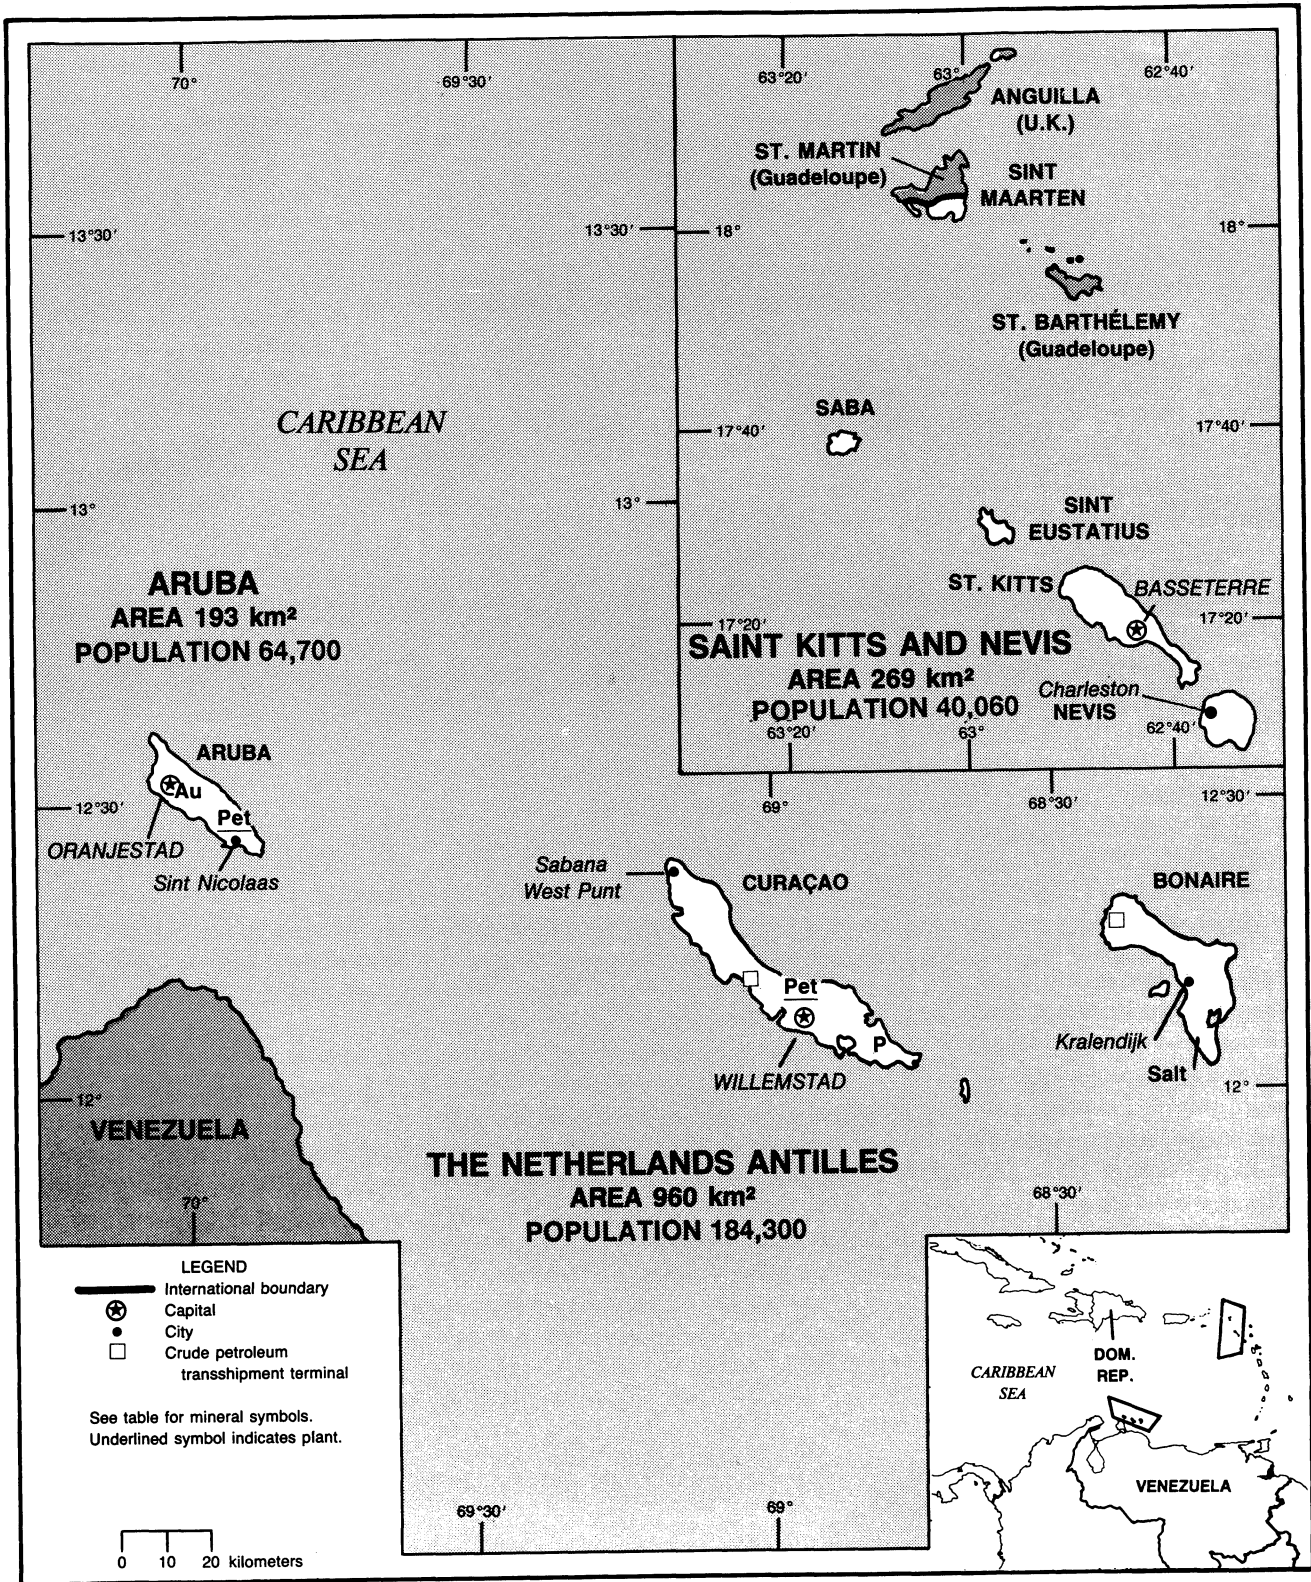 70°
69°30′
63°20′
63°
62°40′
ANGUILLA
(U.K.)
ST. MARTIN
(Guadeloupe)
SINT
MAARTEN
13°30′
13°30′
18°
18°
ST. BARTHÉLEMY
(Guadeloupe)
SABA
CARIBBEAN
SEA
17°40′
17°40′
13°
13°
SINT
EUSTATIUS
ARUBA
AREA 193 km²
POPULATION 64,700
ST. KITTS
BASSETERRE
17°20′
17°20′
SAINT KITTS AND NEVIS
AREA 269 km²
POPULATION 40,060
Charleston
NEVIS
63°20′
63°
62°40′
ARUBA
Au
Pet
12°30′
ORANJESTAD
Sint Nicolaas
69°
68°30′
12°30′
Sabana
West Punt
CURAÇAO
BONAIRE
Pet
P
WILLEMSTAD
Kralendijk
Salt
12°
12°
VENEZUELA
70°
THE NETHERLANDS ANTILLES
AREA 960 km²
POPULATION 184,300
68°30′
LEGEND
International boundary
Capital
City
Crude petroleum
transshipment terminal
See table for mineral symbols.
Underlined symbol indicates plant.
0 10 20 kilometers
69°30′
69°
DOM.
REP.
CARIBBEAN
SEA
VENEZUELA